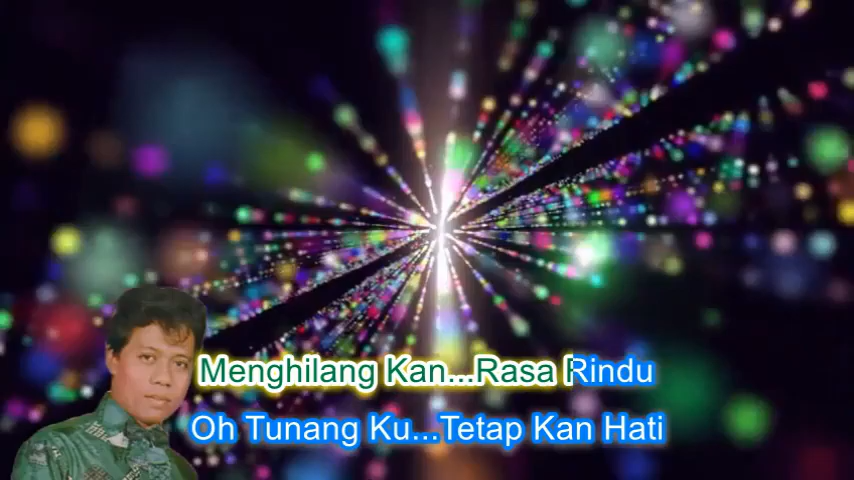 Menghilang Kan...Rasa Rindu
Oh Tunang Ku...Tetap Kan Hati